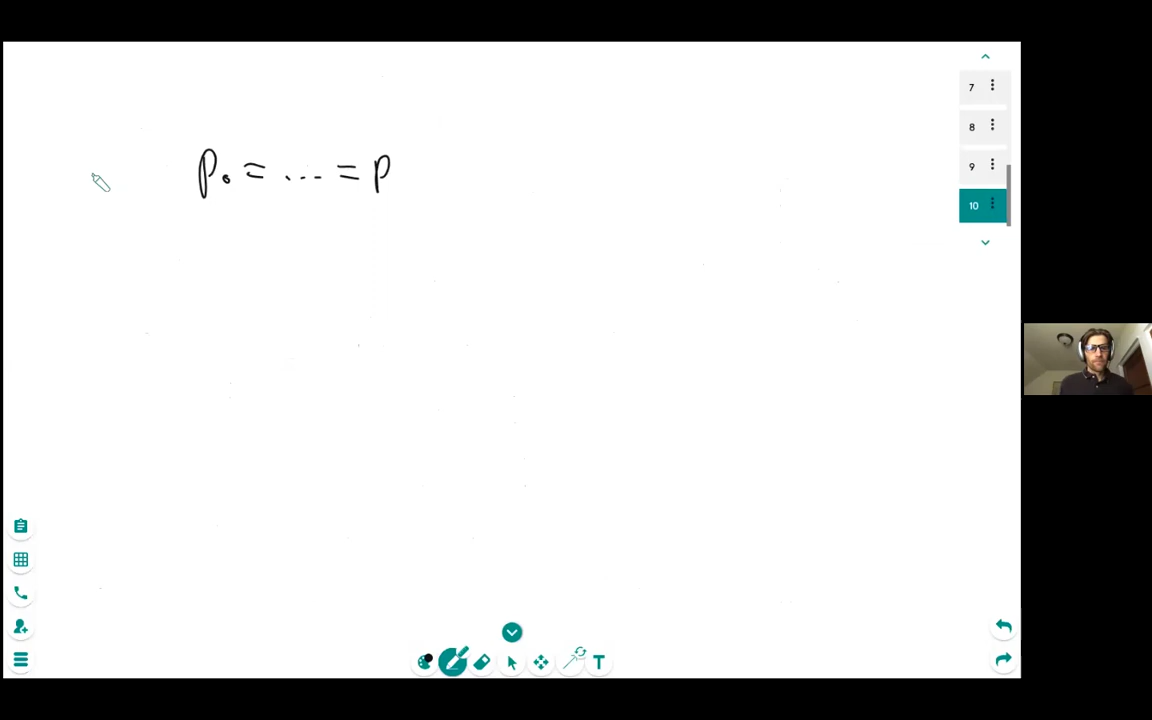 p₀ = ... = p
7
8
9
10
T